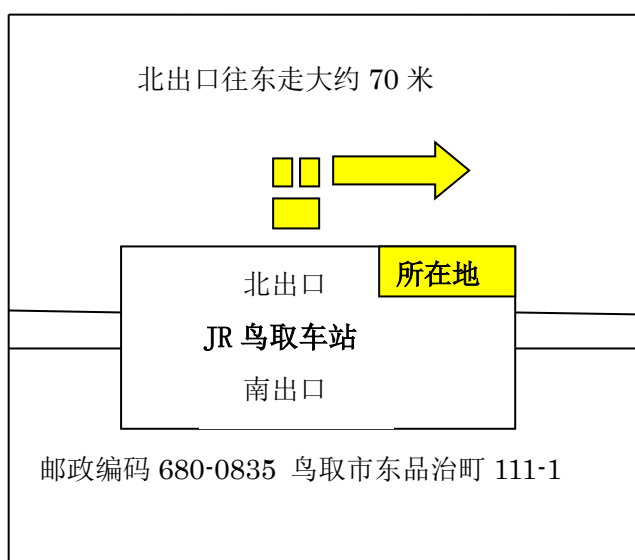 北出口往东走大约 70 米
北出口
所在地
JR 鸟取车站
南出口
邮政编码 680-0835 鸟取市东品治町 111-1